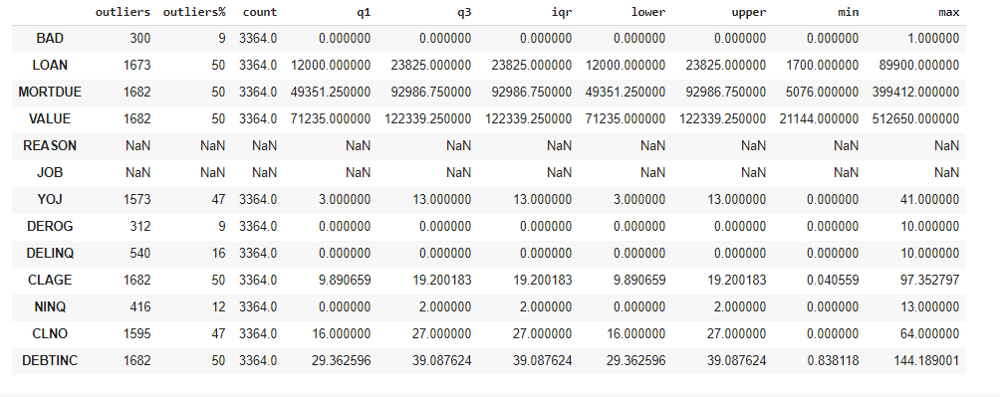 outliers outliers% count q1 q3 iqr lower upper min max
BAD 300 9 3364.0 0.000000 0.000000 0.000000 0.000000 0.000000 0.000000 1.000000
LOAN 1673 50 3364.0 12000.000000 23825.000000 23825.000000 12000.000000 23825.000000 1700.000000 89900.000000
MORTDUE 1682 50 3364.0 49351.250000 92986.750000 92986.750000 49351.250000 92986.750000 5076.000000 399412.000000
VALUE 1682 50 3364.0 71235.000000 122339.250000 122339.250000 71235.000000 122339.250000 21144.000000 512650.000000
REASON NaN NaN NaN NaN NaN NaN NaN NaN NaN NaN
JOB NaN NaN NaN NaN NaN NaN NaN NaN NaN NaN
YOJ 1573 47 3364.0 3.000000 13.000000 13.000000 3.000000 13.000000 0.000000 41.000000
DEROG 312 9 3364.0 0.000000 0.000000 0.000000 0.000000 0.000000 0.000000 10.000000
DELINQ 540 16 3364.0 0.000000 0.000000 0.000000 0.000000 0.000000 0.000000 10.000000
CLAGE 1682 50 3364.0 9.890659 19.200183 19.200183 9.890659 19.200183 0.040559 97.352797
NINQ 416 12 3364.0 0.000000 2.000000 2.000000 0.000000 2.000000 0.000000 13.000000
CLNO 1595 47 3364.0 16.000000 27.000000 27.000000 16.000000 27.000000 0.000000 64.000000
DEBTINC 1682 50 3364.0 29.362596 39.087624 39.087624 29.362596 39.087624 0.838118 144.189001